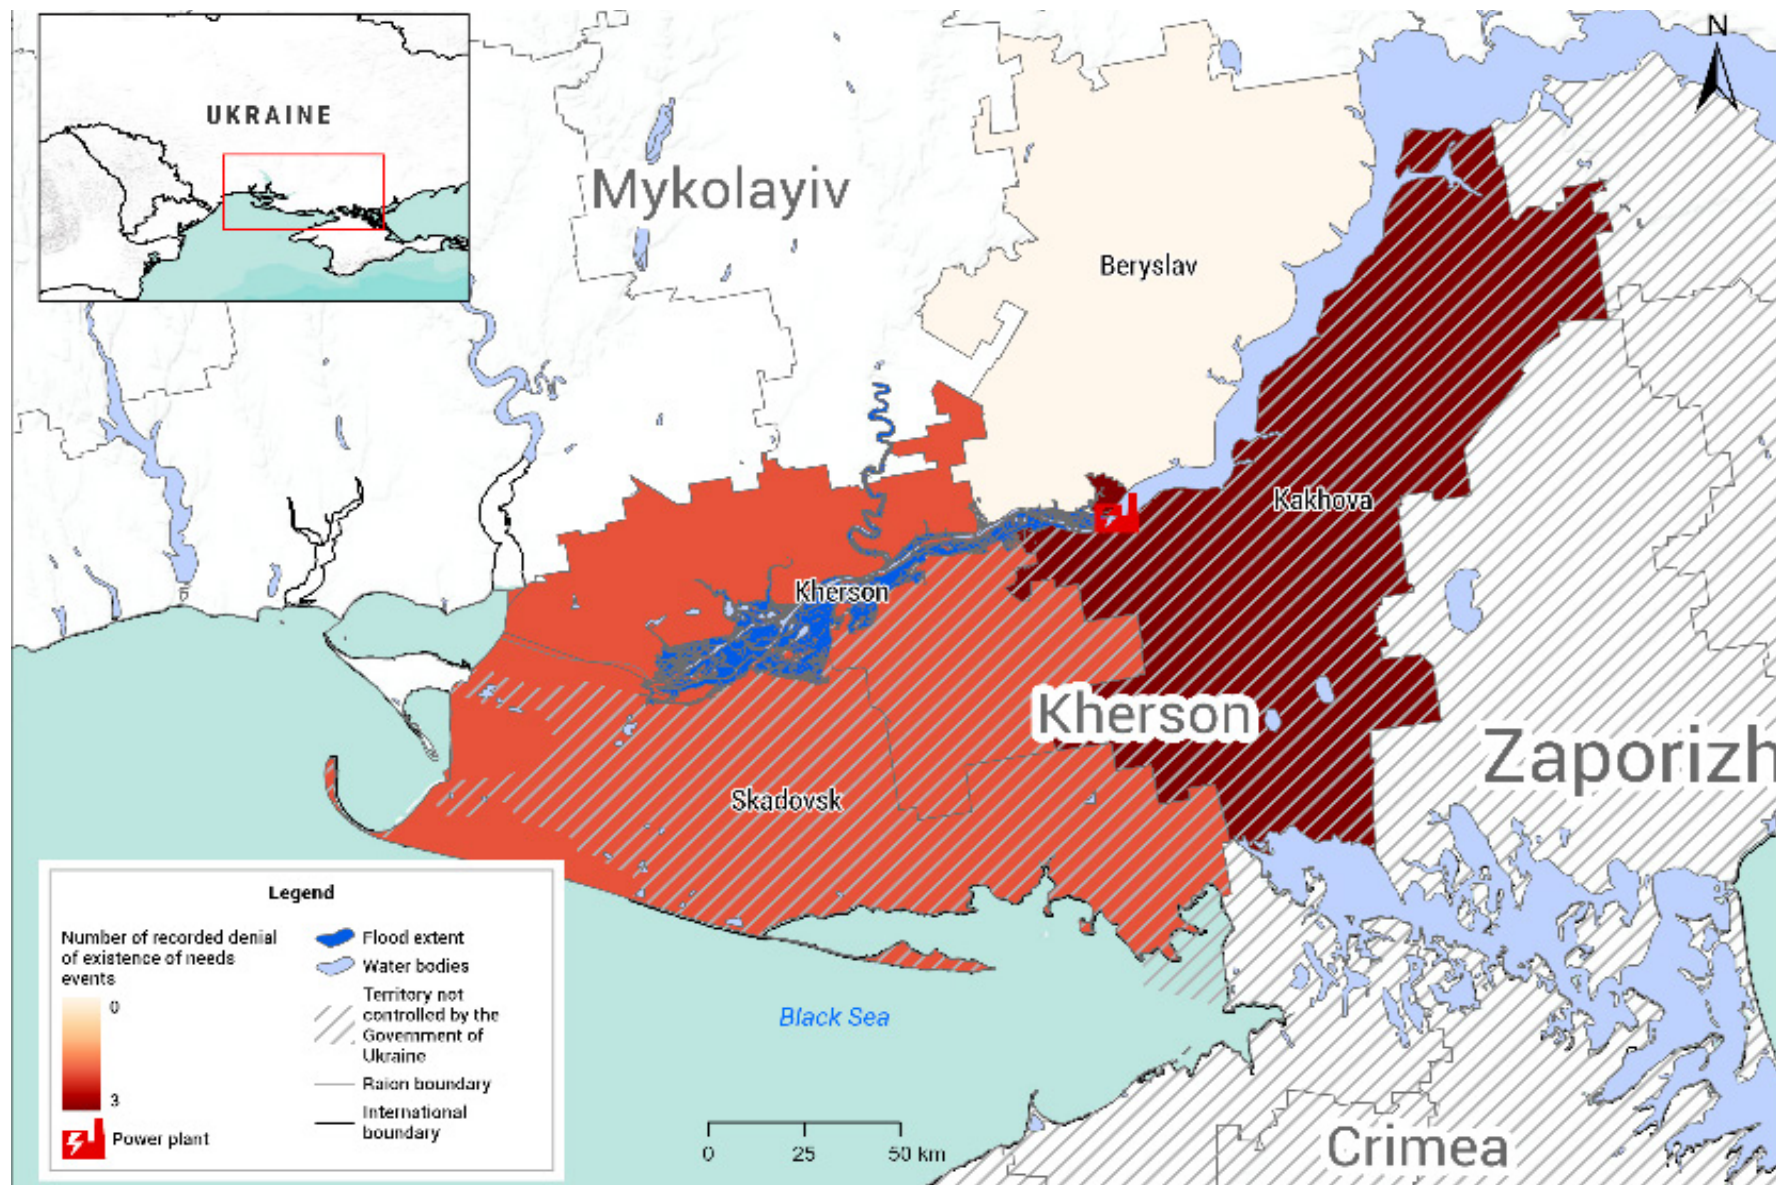 UKRAINE
N
Mykolayiv
Beryslav
Kakhova
Kherson
Kherson
Zaporizh
Skadovsk
Black Sea
Crimea
0 25 50 km
Legend
Number of recorded denial
of existence of needs
events
0
3
Power plant
Flood extent
Water bodies
Territory not
controlled by the
Government of
Ukraine
Raion boundary
International
boundary